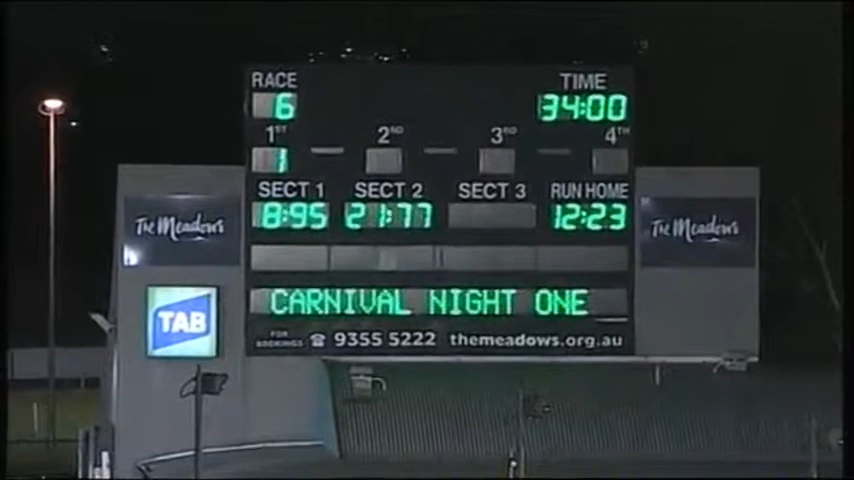 RACE TIME
6 34:00
1ST 2ND 3RD 4TH
1
SECT 1 SECT 2 SECT 3 RUN HOME
8:95 21:77 12:23
The Meadows
The Meadows
CARNIVAL NIGHT ONE
TAB
FOR BOOKINGS ☎ 9355 5222 themeadows.org.au